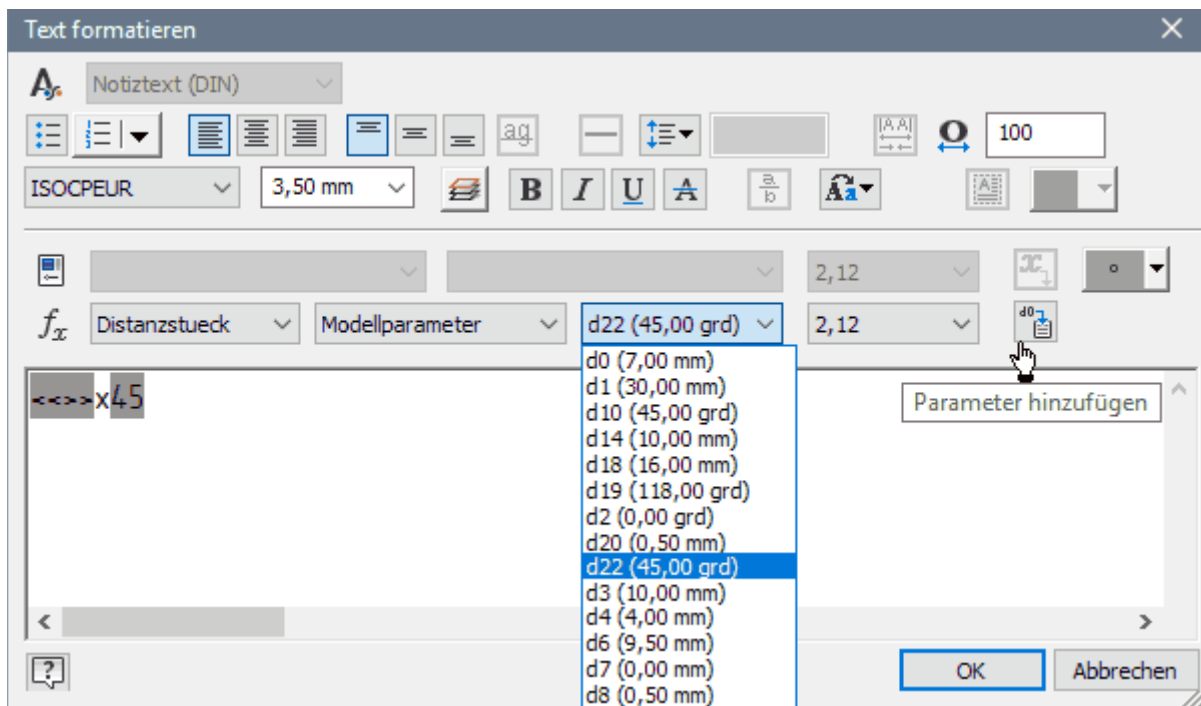 Text formatieren
Notiztext (DIN)
ag
|A A|
O 100
ISOCPEUR 3,50 mm B I U A a b Aa A
2,12 x °
fx Distanzstueck Modellparameter d22 (45,00 grd) 2,12 d0
<<>>x45
Parameter hinzufügen
d0 (7,00 mm)
d1 (30,00 mm)
d10 (45,00 grd)
d14 (10,00 mm)
d18 (16,00 mm)
d19 (118,00 grd)
d2 (0,00 grd)
d20 (0,50 mm)
d22 (45,00 grd)
d3 (10,00 mm)
d4 (4,00 mm)
d6 (9,50 mm)
d7 (0,00 mm)
d8 (0,50 mm)
OK Abbrechen